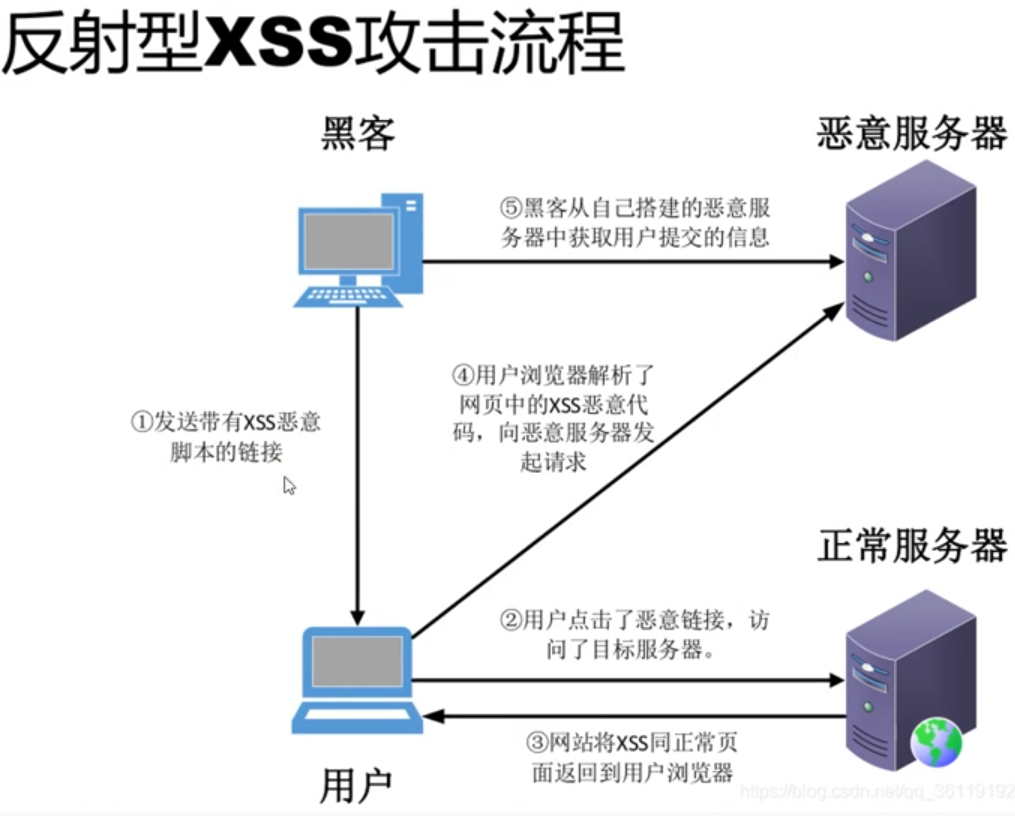 反射型XSS攻击流程
黑客
恶意服务器
⑤黑客从自己搭建的恶意服
务器中获取用户提交的信息
④用户浏览器解析了
网页中的XSS恶意代
码，向恶意服务器发
起请求
①发送带有XSS恶意
脚本的链接
正常服务器
②用户点击了恶意链接，访
问了目标服务器。
③网站将XSS同正常页
面返回到用户浏览器
用户
https://blog.csdn.net/qq_36119192